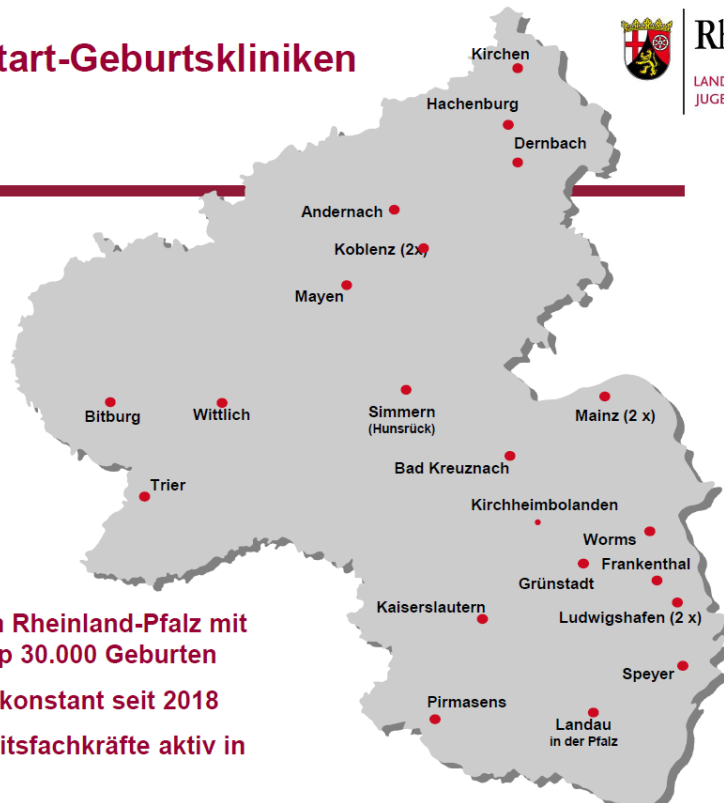 tart-Geburtskliniken
Rh
LAND
JUGE
Kirchen
Hachenburg
Dernbach
Andernach
Koblenz (2x)
Mayen
Bitburg
Wittlich
Simmern
(Hunsrück)
Mainz (2 x)
Bad Kreuznach
Trier
Kirchheimbolanden
Worms
Frankenthal
Grünstadt
Kaiserslautern
Ludwigshafen (2 x)
n Rheinland-Pfalz mit
p 30.000 Geburten
Speyer
konstant seit 2018
Pirmasens
Landau
in der Pfalz
itsfachkräfte aktiv in